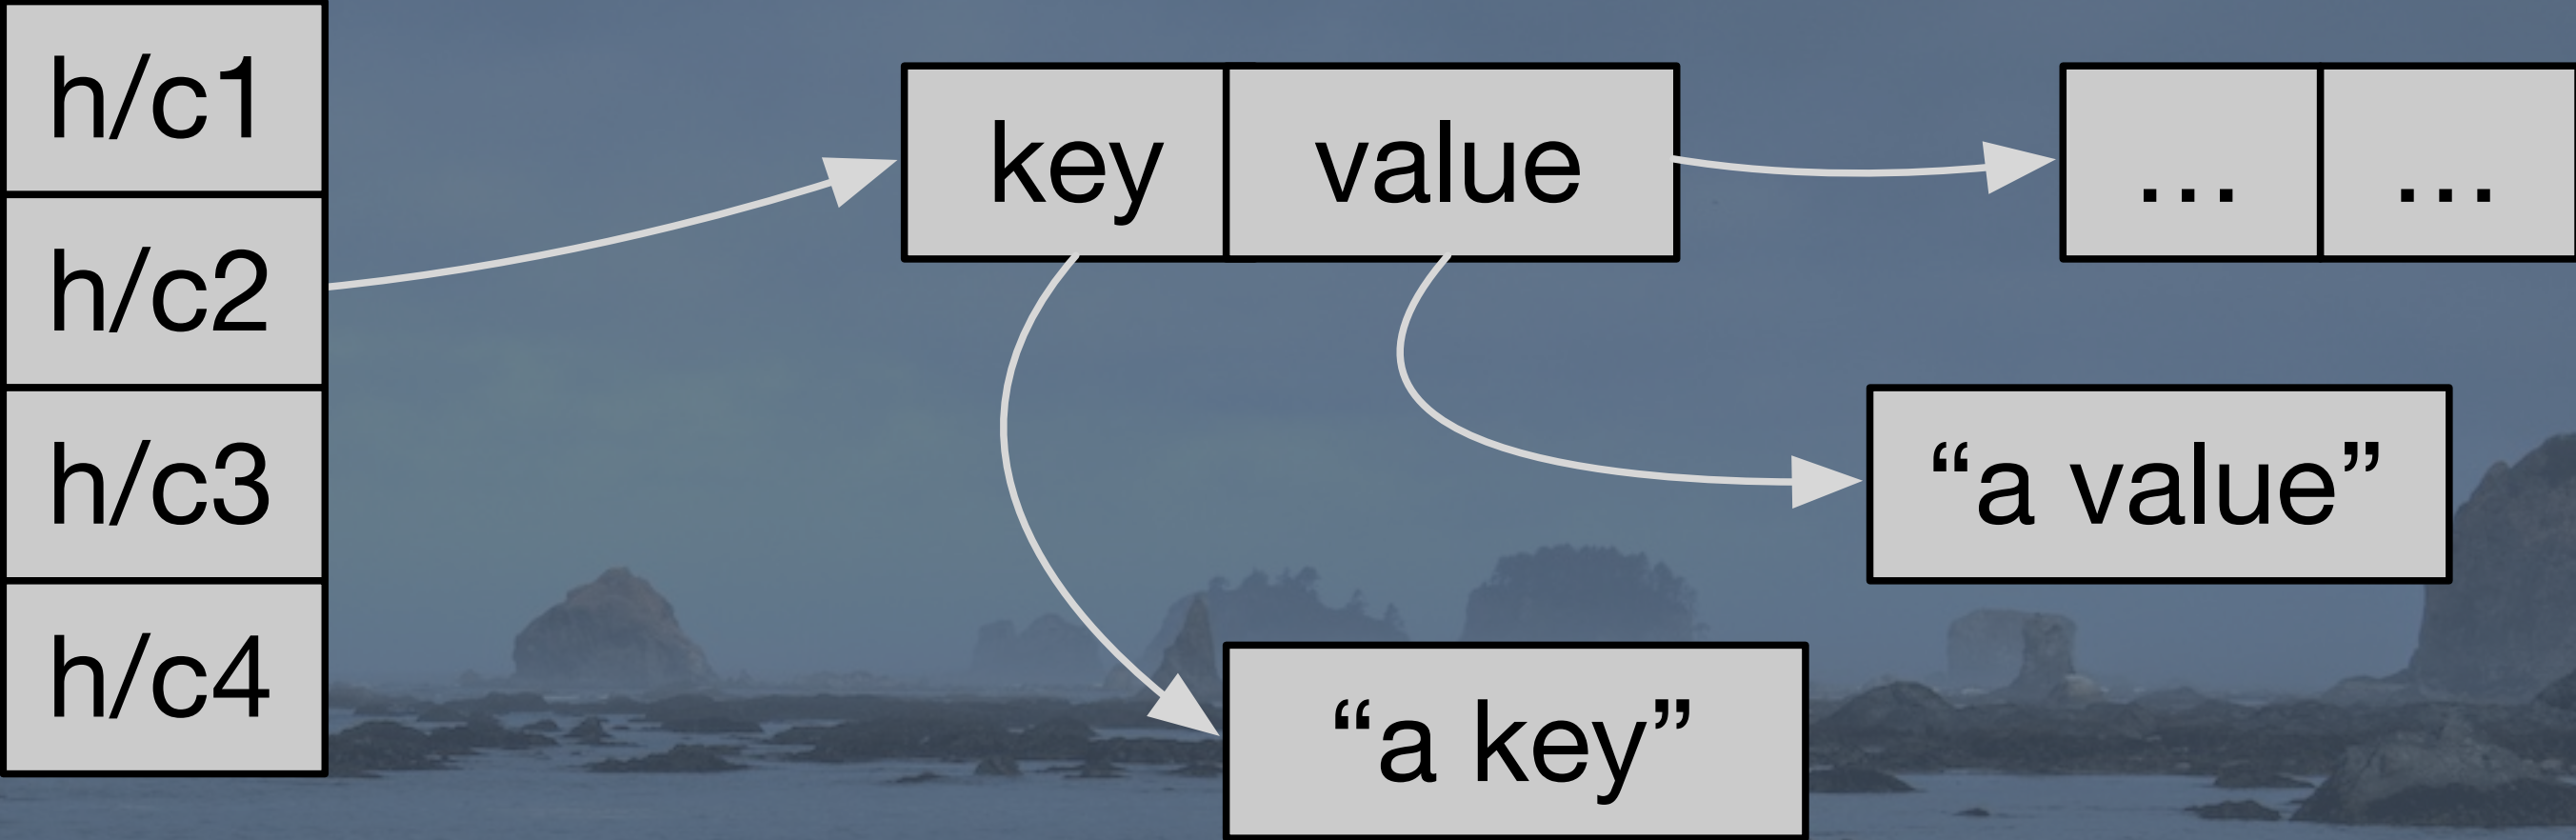 h/c1
h/c2
h/c3
h/c4
key value
… …
“a value”
“a key”